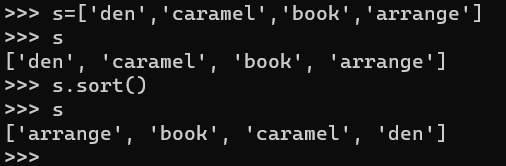 >>> s=['den','caramel','book','arrange']
>>> s
['den', 'caramel', 'book', 'arrange']
>>> s.sort()
>>> s
['arrange', 'book', 'caramel', 'den']
>>>